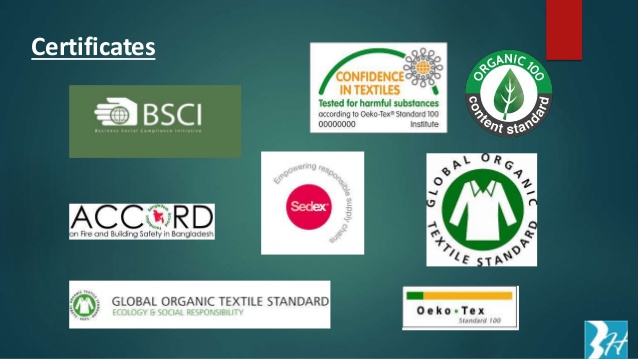 Certificates
BSCI
Business Social Compliance Initiative
CONFIDENCE
IN TEXTILES
Tested for harmful substances
according to Oeko-Tex® Standard 100
00000000 Institute
ORGANIC 100
content standard
Empowering responsible supply chains
Sedex®
GLOBAL ORGANIC
TEXTILE STANDARD
ACCORD
on Fire and Building Safety in Bangladesh
GLOBAL ORGANIC TEXTILE STANDARD
ECOLOGY & SOCIAL RESPONSIBILITY
Oeko•Tex
Standard 100
BH